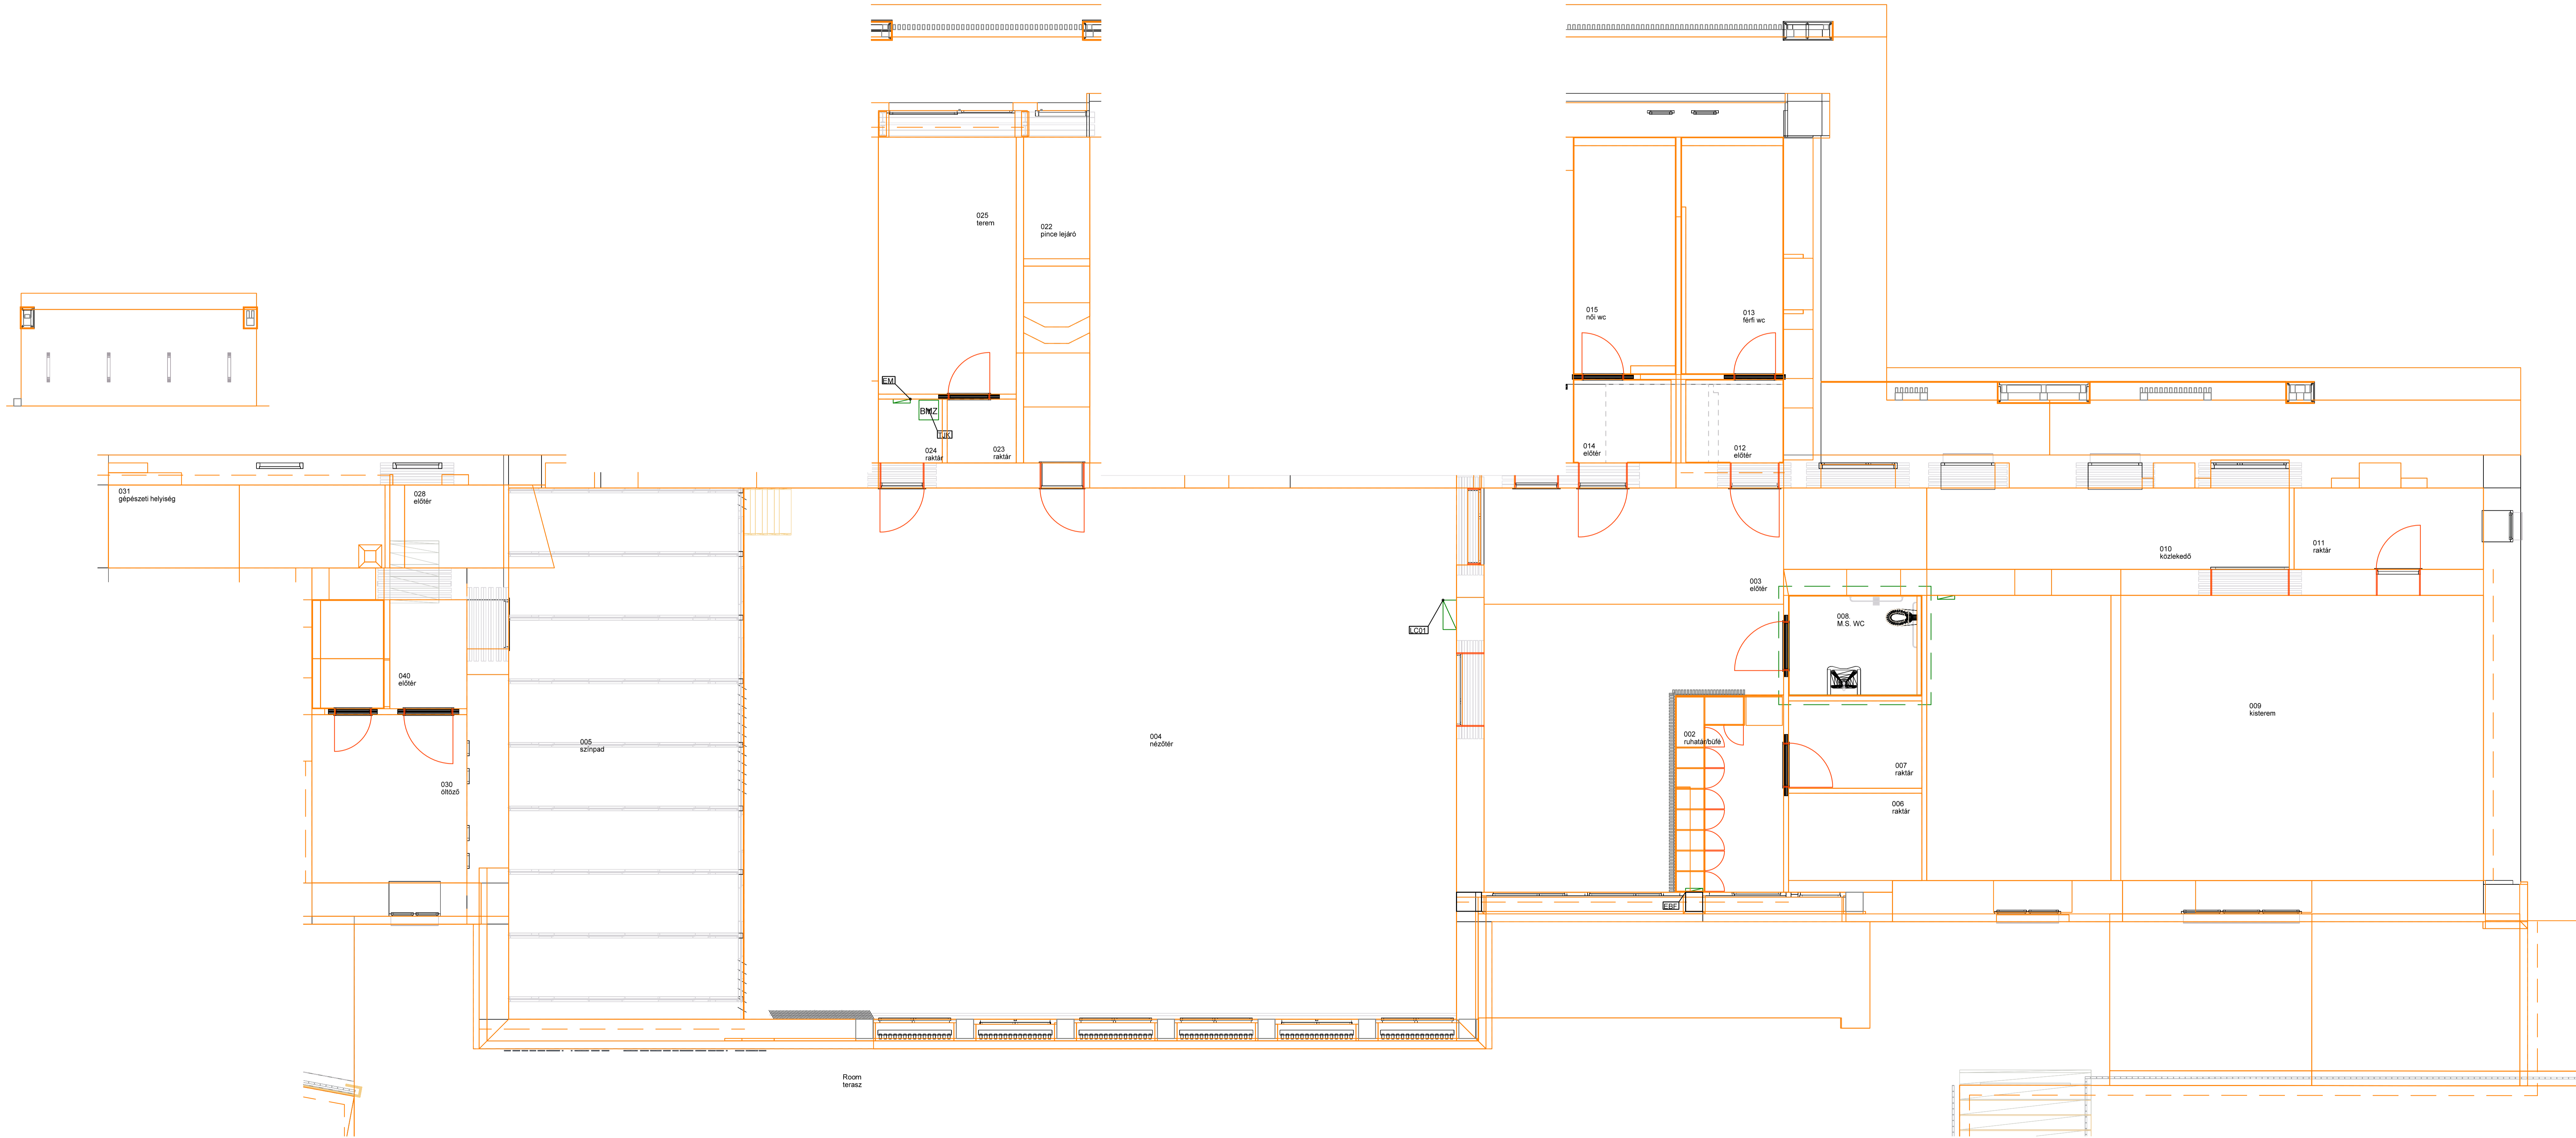 025
terem
022
pince lejáró
015
női wc
013
férfi wc
EM
BMZ
TJK
024
raktár
023
raktár
014
előtér
012
előtér
031
gépészeti helyiség
028
előtér
010
közlekedő
011
raktár
003
előtér
008.
M.S. WC
LC01
040
előtér
005
színpad
004
nézőtér
002
ruhatár/büfé
009
kisterem
030
öltöző
007
raktár
006
raktár
EBF
Room
terasz